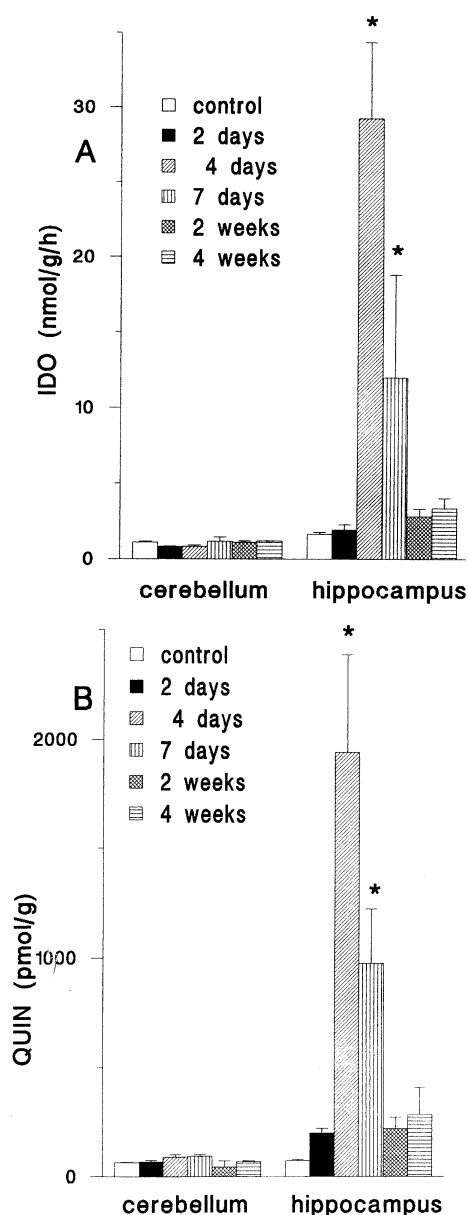 *
30
control
2 days
A
4 days
7 days
*
2 weeks
20
4 weeks
IDO (nmol/g/h)
10
0
cerebellum hippocampus
*
control
B
2 days
4 days
2000
7 days
2 weeks
4 weeks
*
QUIN (pmol/g)
1000
0
cerebellum hippocampus